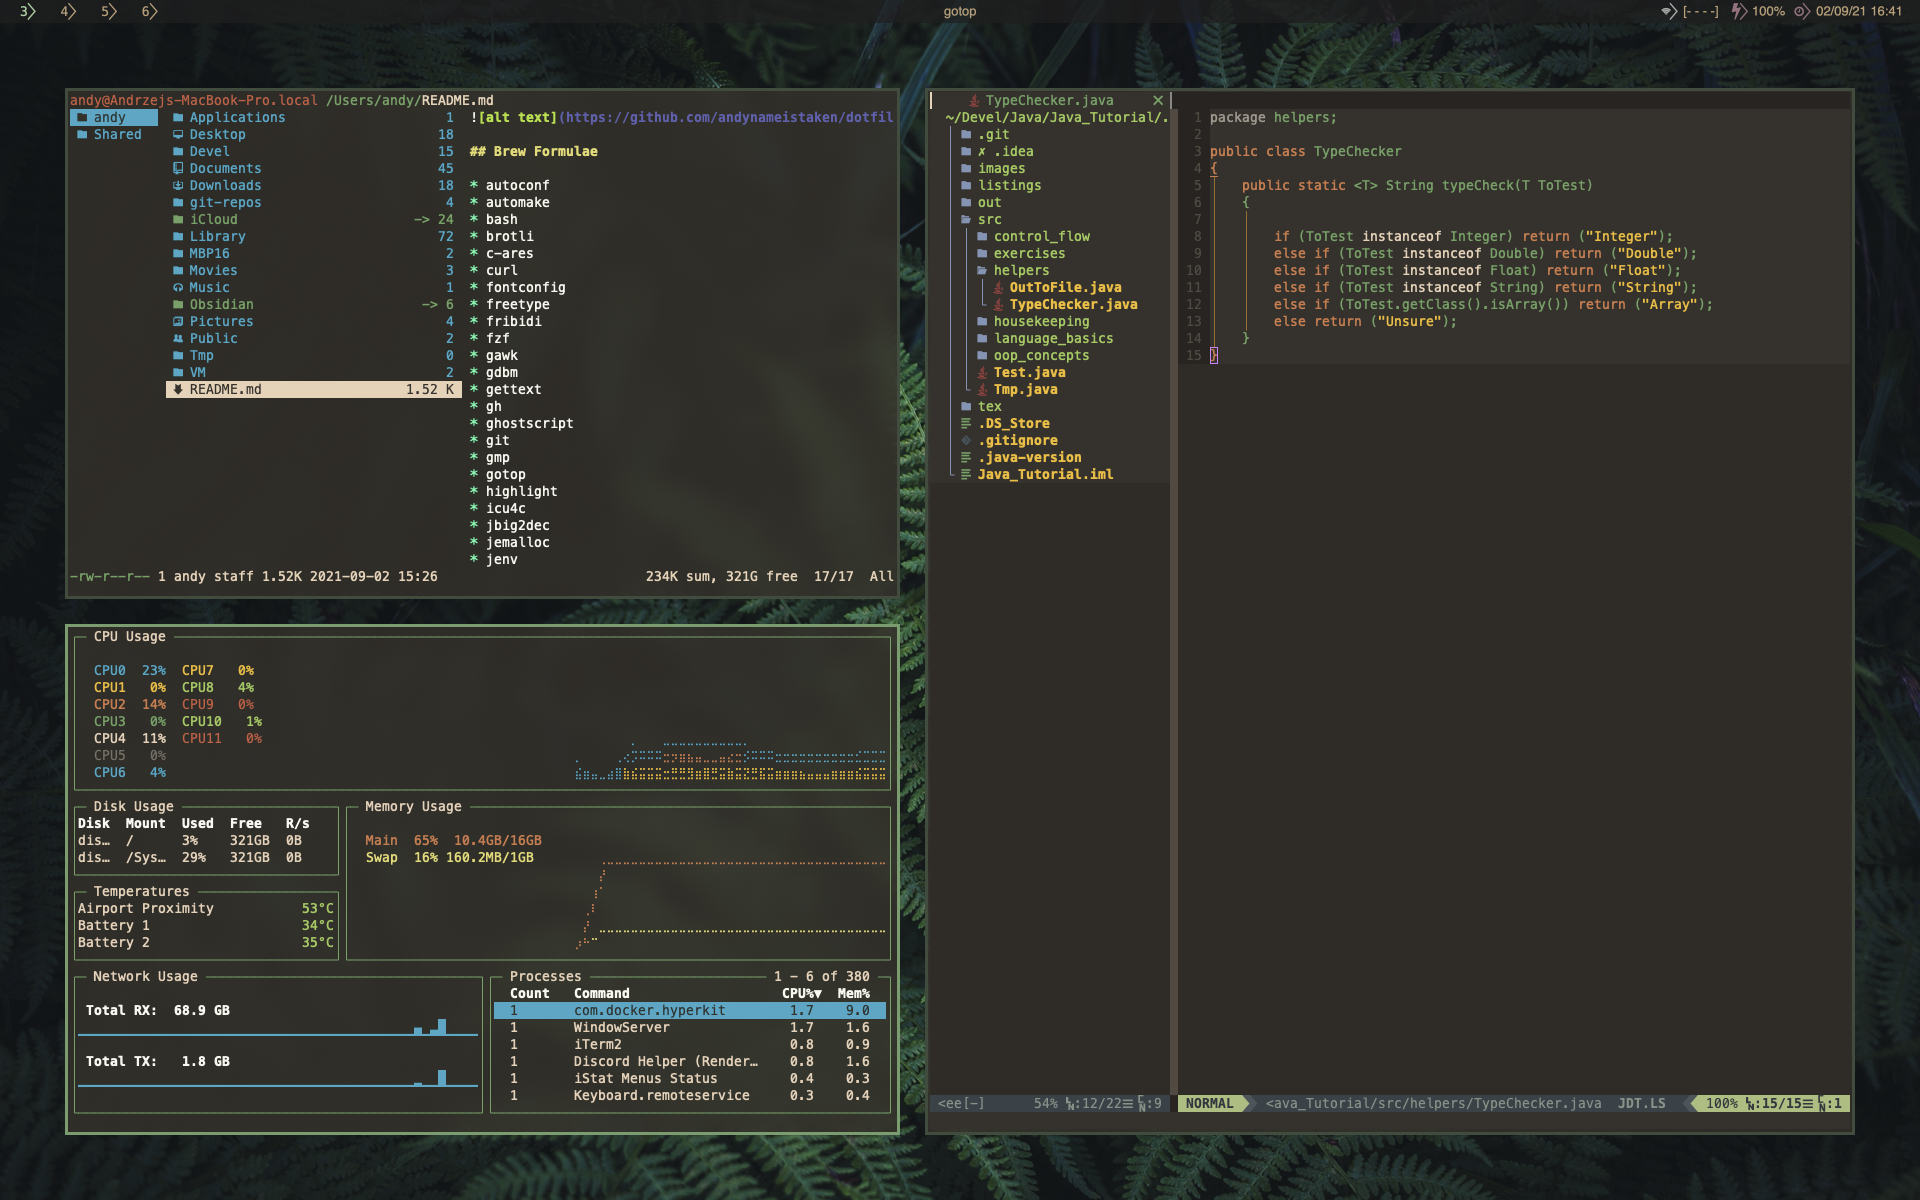 3 4 5 6 gotop [----] 100% 02/09/21 16:41
andy@Andrzejs-MacBook-Pro.local /Users/andy/README.md
andy
Shared
Applications 1
Desktop 18
Devel 15
Documents 45
Downloads 18
git-repos 4
iCloud -> 24
Library 72
MBP16 2
Movies 3
Music 1
Obsidian -> 6
Pictures 4
Public 2
Tmp 0
VM 2
README.md 1.52 K
![alt text](https://github.com/andynameistaken/dotfil
## Brew Formulae
* autoconf
* automake
* bash
* brotli
* c-ares
* curl
* fontconfig
* freetype
* fribidi
* fzf
* gawk
* gdbm
* gettext
* gh
* ghostscript
* git
* gmp
* gotop
* highlight
* icu4c
* jbig2dec
* jemalloc
* jenv
-rw-r--r-- 1 andy staff 1.52K 2021-09-02 15:26 234K sum, 321G free 17/17 All
CPU Usage
CPU0 23% CPU7 0%
CPU1 0% CPU8 4%
CPU2 14% CPU9 0%
CPU3 0% CPU10 1%
CPU4 11% CPU11 0%
CPU5 0%
CPU6 4%
Disk Usage
Disk Mount Used Free R/s
dis… / 3% 321GB 0B
dis… /Sys… 29% 321GB 0B
Memory Usage
Main 65% 10.4GB/16GB
Swap 16% 160.2MB/1GB
Temperatures
Airport Proximity 53°C
Battery 1 34°C
Battery 2 35°C
Network Usage
Total RX: 68.9 GB
Total TX: 1.8 GB
Processes 1 - 6 of 380
Count Command CPU%▼ Mem%
1 com.docker.hyperkit 1.7 9.0
1 WindowServer 1.7 1.6
1 iTerm2 0.8 0.9
1 Discord Helper (Render… 0.8 1.6
1 iStat Menus Status 0.4 0.3
1 Keyboard.remoteservice 0.3 0.4
TypeChecker.java ✕
~/Devel/Java/Java_Tutorial/.
.git
✗ .idea
images
listings
out
src
control_flow
exercises
helpers
OutToFile.java
TypeChecker.java
housekeeping
language_basics
oop_concepts
Test.java
Tmp.java
tex
.DS_Store
.gitignore
.java-version
Java_Tutorial.iml
1 package helpers;
2
3 public class TypeChecker
4 {
5 public static <T> String typeCheck(T ToTest)
6 {
7
8 if (ToTest instanceof Integer) return ("Integer");
9 else if (ToTest instanceof Double) return ("Double");
10 else if (ToTest instanceof Float) return ("Float");
11 else if (ToTest instanceof String) return ("String");
12 else if (ToTest.getClass().isArray()) return ("Array");
13 else return ("Unsure");
14 }
15 }
<ee[-] 54% :12/22☰ :9 NORMAL <ava_Tutorial/src/helpers/TypeChecker.java JDT.LS 100% :15/15☰ :1